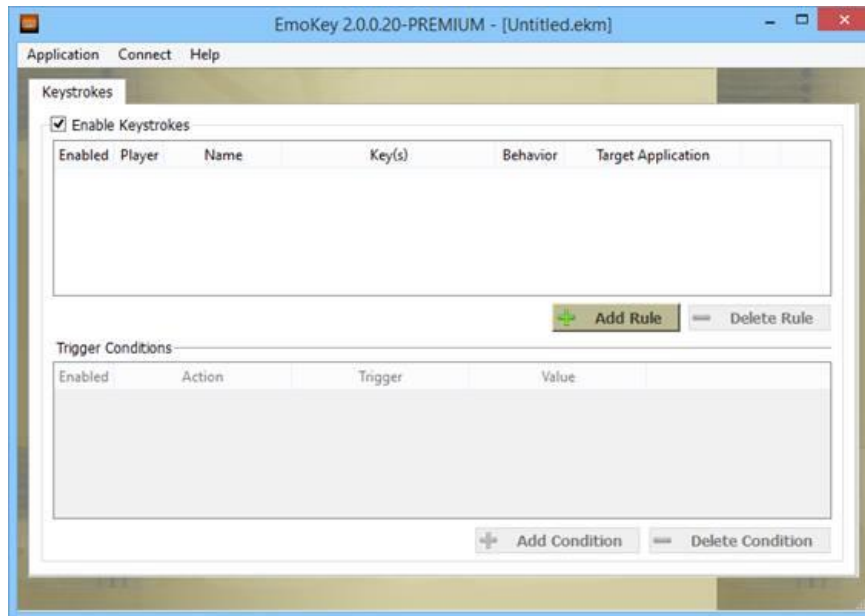 EmoKey 2.0.0.20-PREMIUM - [Untitled.ekm]
Application Connect Help
Keystrokes
Enable Keystrokes
Enabled Player Name Key(s) Behavior Target Application
Add Rule Delete Rule
Trigger Conditions
Enabled Action Trigger Value
Add Condition Delete Condition